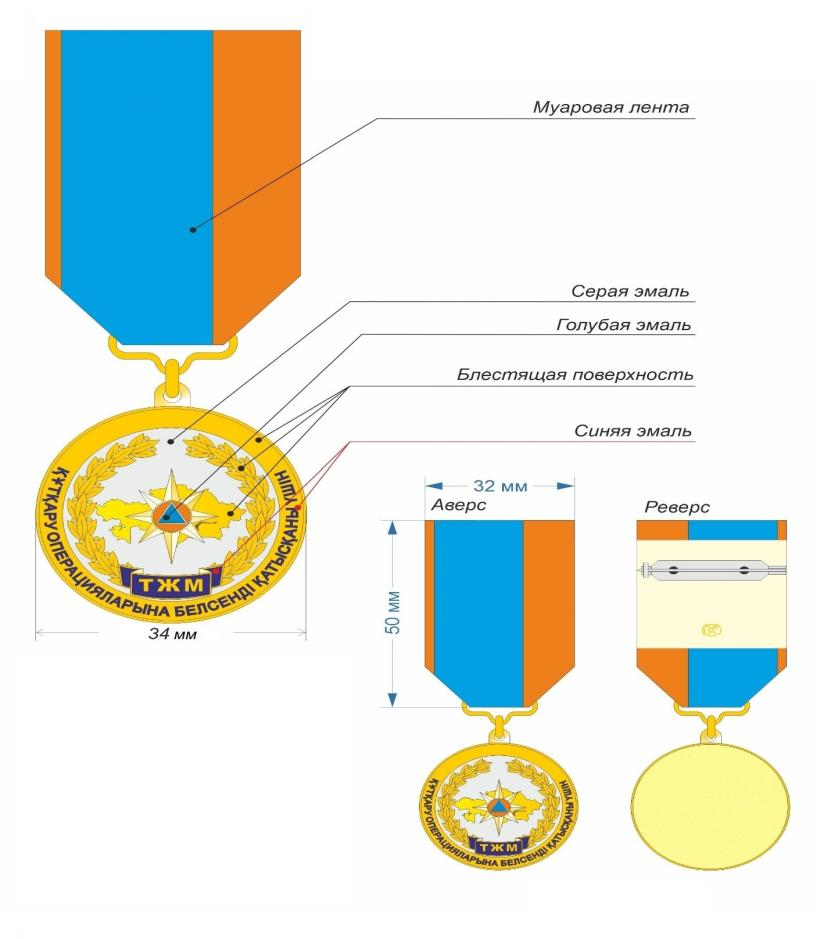 Муаровая лента
Серая эмаль
Голубая эмаль
Блестящая поверхность
Синяя эмаль
ҚҰТҚАРУ ОПЕРАЦИЯЛАРЫНА БЕЛСЕНДІ ҚАТЫСҚАНЫ ҮШІН
ТЖМ
34 мм
32 мм
Аверс
Реверс
50 мм
ҚҰТҚАРУ ОПЕРАЦИЯЛАРЫНА БЕЛСЕНДІ ҚАТЫСҚАНЫ ҮШІН
ТЖМ